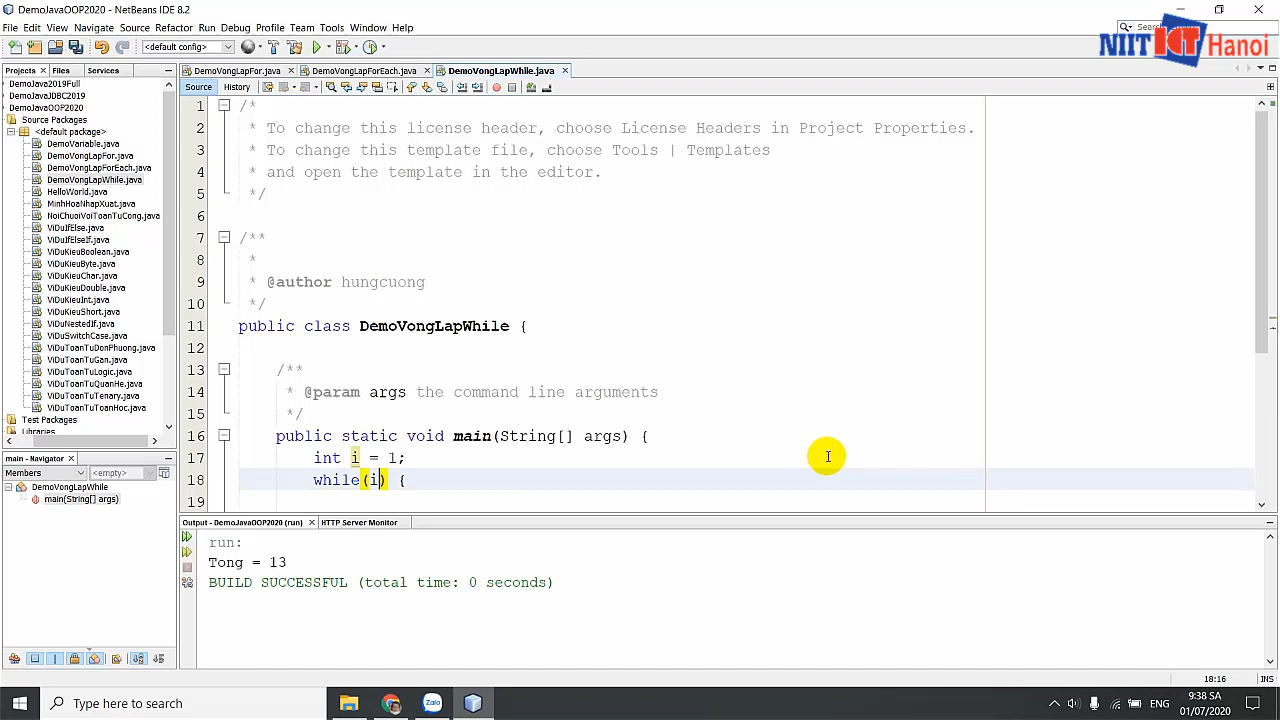 DemoJavaOOP2020 - NetBeans IDE 8.2
File Edit View Navigate Source Refactor Run Debug Profile Team Tools Window Help
<default config>
NIIT ICT Hanoi
Projects Files Services
DemoVongLapFor.java DemoVongLapForEach.java DemoVongLapWhile.java
Source History
DemoJava2019Full
DemoJavaJDBC2019
DemoJavaOOP2020
Source Packages
<default package>
DemoVariable.java
DemoVongLapFor.java
DemoVongLapForEach.java
DemoVongLapWhile.java
HelloWorld.java
MinhHoaNhapXuat.java
NoiChuoiVoiToanTuCong.java
ViDuIfElse.java
ViDuIfElseIf.java
ViDuKieuBoolean.java
ViDuKieuByte.java
ViDuKieuChar.java
ViDuKieuDouble.java
ViDuKieuInt.java
ViDuKieuShort.java
ViDuNestedIf.java
ViDuSwitchCase.java
ViDuToanTuDonPhuong.java
ViDuToanTuGan.java
ViDuToanTuLogic.java
ViDuToanTuQuanHe.java
ViDuToanTuTenary.java
ViDuToanTuToanHoc.java
Test Packages
Libraries
main - Navigator
Members <empty>
DemoVongLapWhile
main(String[] args)
1 /*
2 * To change this license header, choose License Headers in Project Properties.
3 * To change this template file, choose Tools | Templates
4 * and open the template in the editor.
5 */
6
7 /**
8 *
9 * @author hungcuong
10 */
11 public class DemoVongLapWhile {
12
13 /**
14 * @param args the command line arguments
15 */
16 public static void main(String[] args) {
17 int i = 1;
18 while(i) {
19
Output - DemoJavaOOP2020 (run) HTTP Server Monitor
run:
Tong = 13
BUILD SUCCESSFUL (total time: 0 seconds)
18:16 INS
Type here to search
Zalo
ENG
9:38 SA
01/07/2020